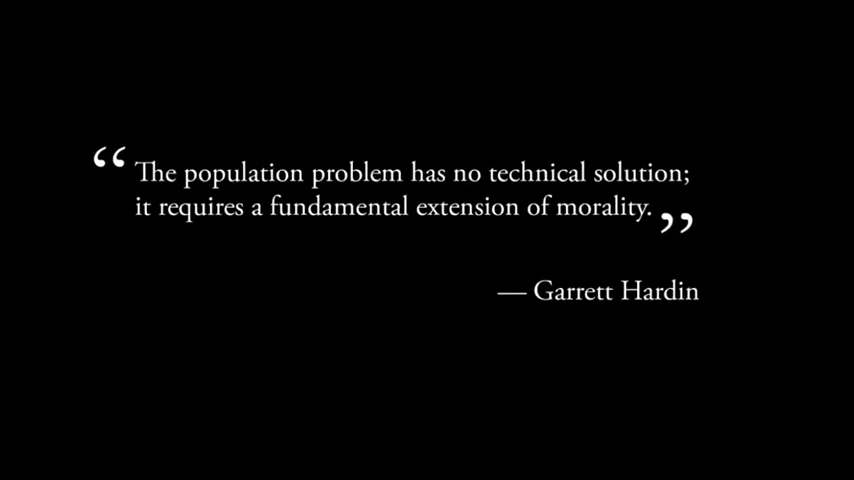 “The population problem has no technical solution;
it requires a fundamental extension of morality.”
— Garrett Hardin